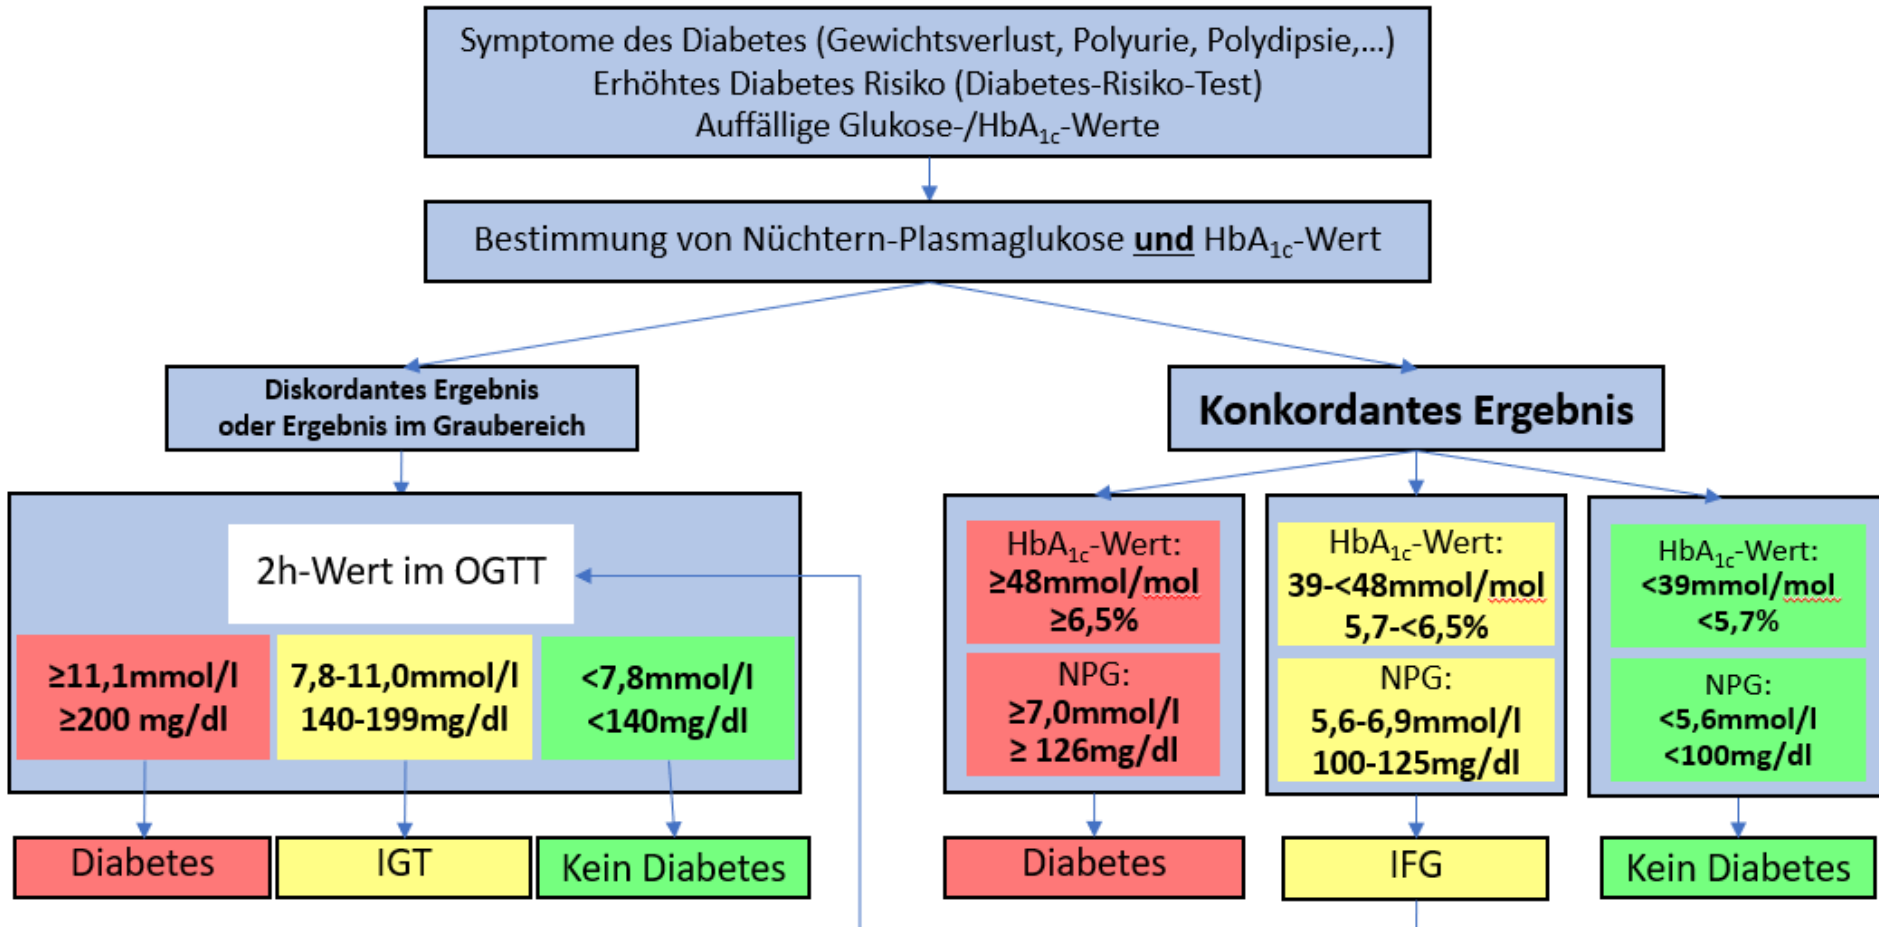 Symptome des Diabetes (Gewichtsverlust, Polyurie, Polydipsie,...)
Erhöhtes Diabetes Risiko (Diabetes-Risiko-Test)
Auffällige Glukose-/HbA1c-Werte
Bestimmung von Nüchtern-Plasmaglukose und HbA1c-Wert
Diskordantes Ergebnis
oder Ergebnis im Graubereich
2h-Wert im OGTT
≥11,1mmol/l
≥200 mg/dl
7,8-11,0mmol/l
140-199mg/dl
<7,8mmol/l
<140mg/dl
Diabetes
IGT
Kein Diabetes
Konkordantes Ergebnis
HbA1c-Wert:
≥48mmol/mol
≥6,5%
NPG:
≥7,0mmol/l
≥ 126mg/dl
Diabetes
HbA1c-Wert:
39-<48mmol/mol
5,7-<6,5%
NPG:
5,6-6,9mmol/l
100-125mg/dl
IFG
HbA1c-Wert:
<39mmol/mol
<5,7%
NPG:
<5,6mmol/l
<100mg/dl
Kein Diabetes